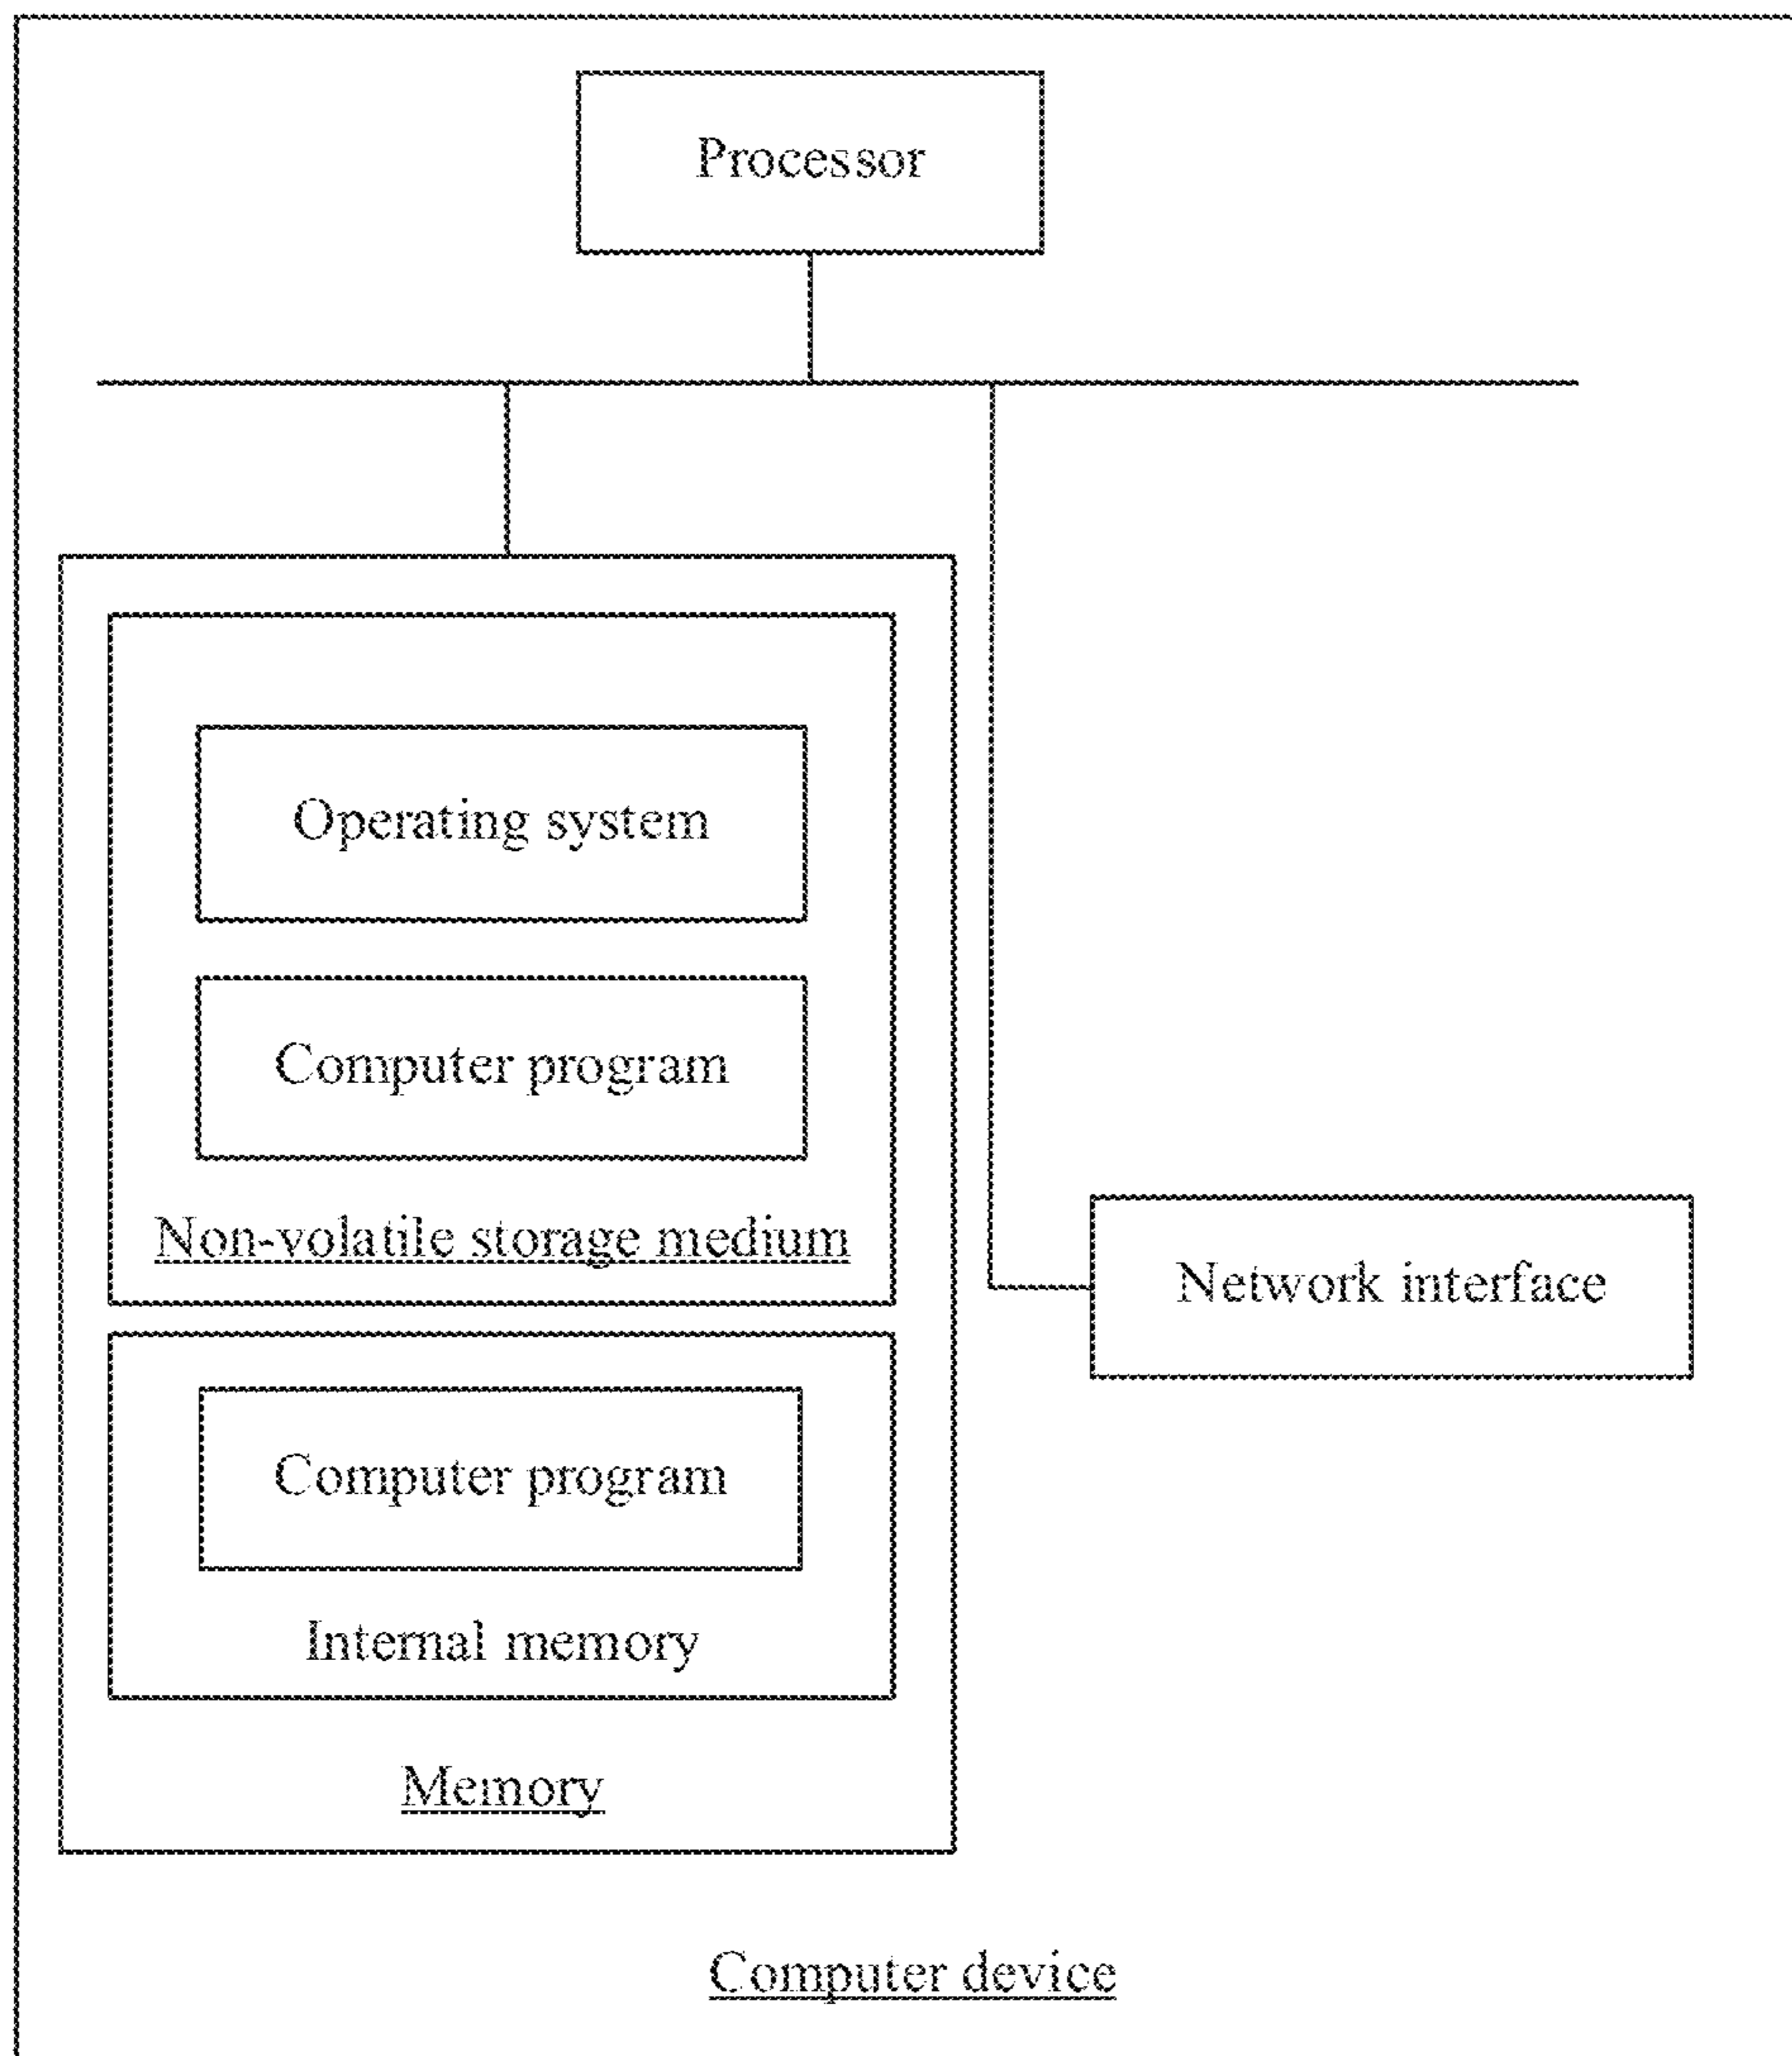 Processor
Operating system
Computer program
Non-volatile storage medium
Network interface
Computer program
Internal memory
Memory
Computer device